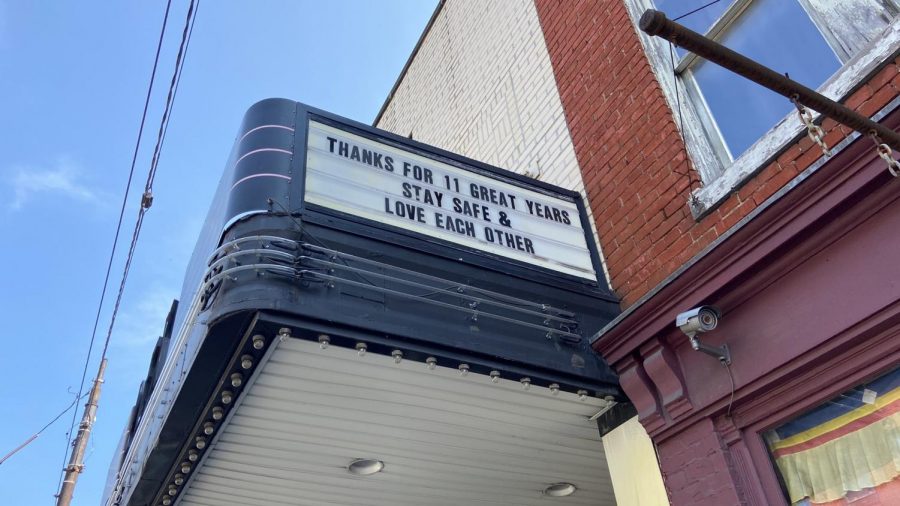 THANKS FOR 11 GREAT YEARS
STAY SAFE &
LOVE EACH OTHER